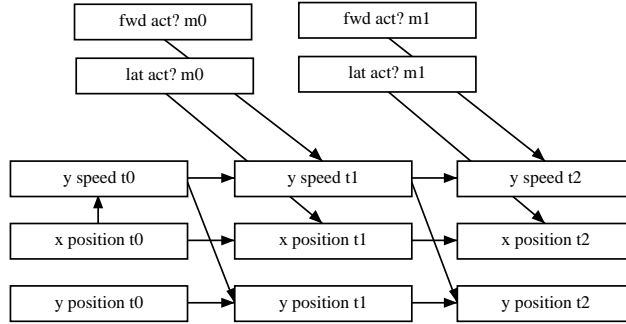 fwd act? m0
fwd act? m1
lat act? m0
lat act? m1
y speed t0
y speed t1
y speed t2
x position t0
x position t1
x position t2
y position t0
y position t1
y position t2